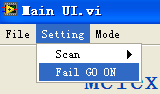 Main UI.vi
File Setting Mode
Scan
Fail GO ON